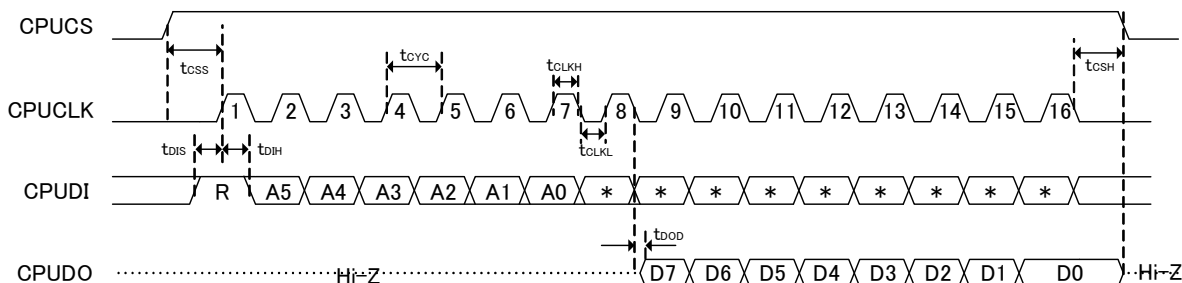 CPUCS
tCSS
tCYC
tCLKH
tCSH
CPUCLK 1 2 3 4 5 6 7 8 9 10 11 12 13 14 15 16
tDIS tDIH tCLKL
CPUDI R A5 A4 A3 A2 A1 A0 * * * * * * * * *
tDOD
CPUDO Hi-Z D7 D6 D5 D4 D3 D2 D1 D0 Hi-Z